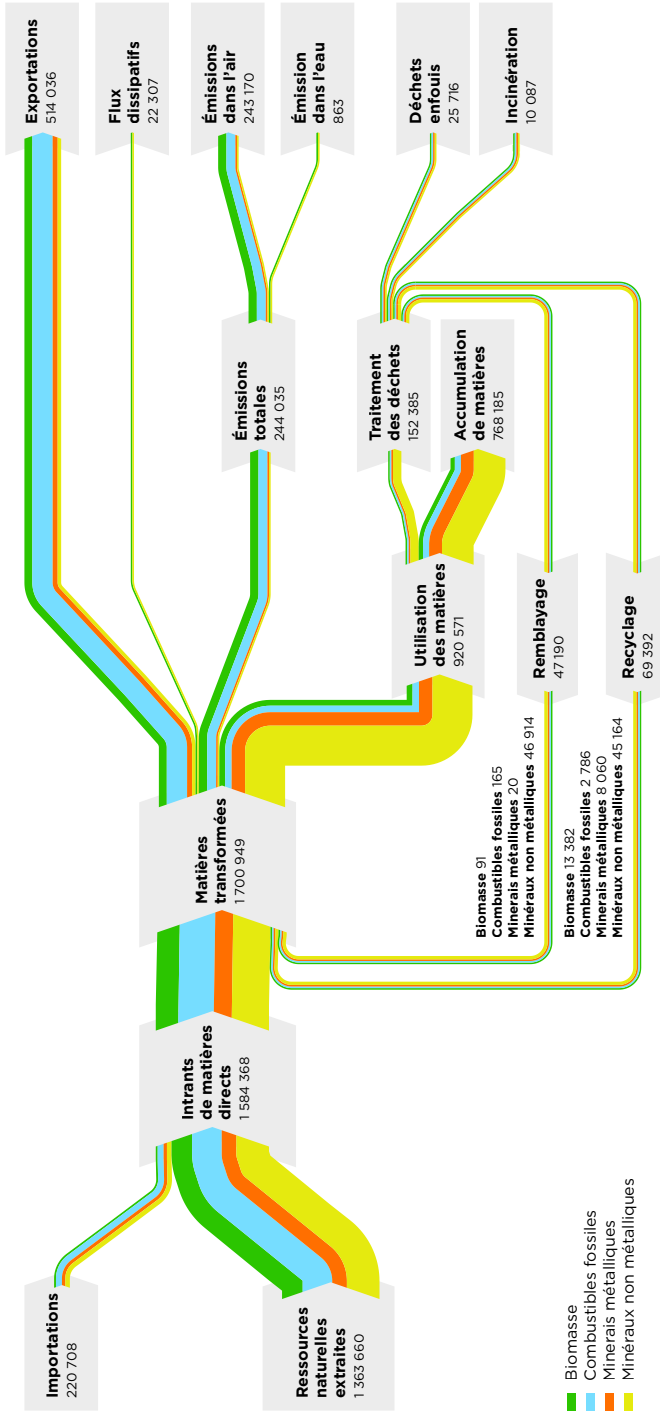 Importations
220 708
Ressources
naturelles
extraites
1 363 660
Intrants
de matières
directs
1 584 368
Matières
transformées
1 700 949
Exportations
514 036
Flux
dissipatifs
22 307
Émissions
totales
244 035
Émissions
dans l'air
243 170
Émission
dans l'eau
863
Utilisation
des matières
920 571
Traitement
des déchets
152 385
Accumulation
de matières
768 185
Déchets
enfouis
25 716
Incinération
10 087
Remblayage
47 190
Biomasse 91
Combustibles fossiles 165
Minerais métalliques 20
Minéraux non métalliques 46 914
Recyclage
69 392
Biomasse 13 382
Combustibles fossiles 2 786
Minerais métalliques 8 060
Minéraux non métalliques 45 164
Biomasse
Combustibles fossiles
Minerais métalliques
Minéraux non métalliques